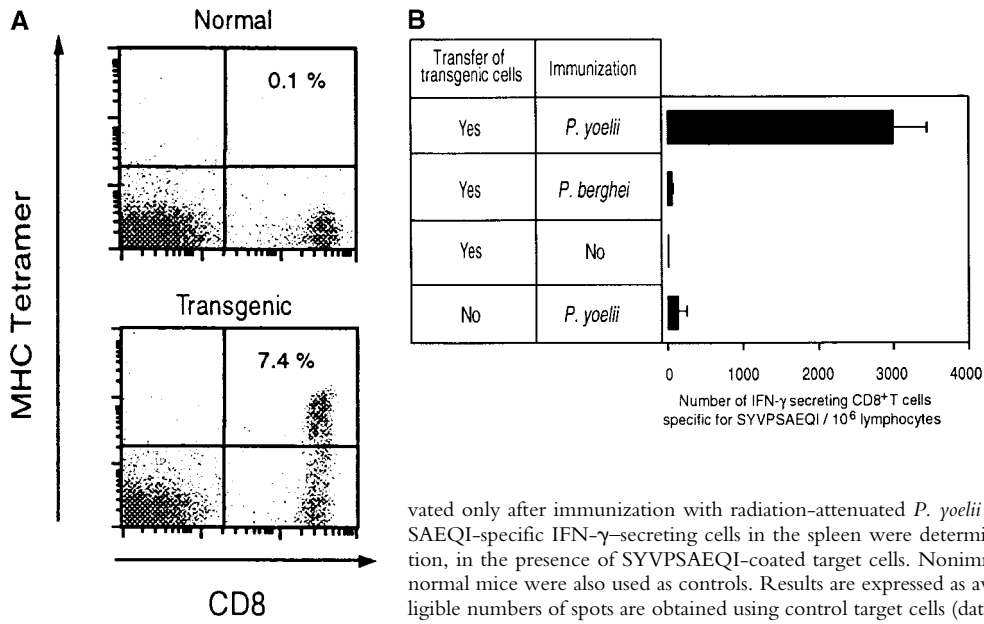 A
Normal
0.1 %
MHC Tetramer
Transgenic
7.4 %
CD8
B
Transfer of transgenic cells
Immunization
Yes
P. yoelii
Yes
P. berghei
Yes
No
No
P. yoelii
0 1000 2000 3000 4000
Number of IFN-γ secreting CD8+T cells
specific for SYVPSAEQI / 10⁶ lymphocytes
vated only after immunization with radiation-attenuated P. yoelii
SAEQI-specific IFN-γ–secreting cells in the spleen were determi
tion, in the presence of SYVPSAEQI-coated target cells. Nonimm
normal mice were also used as controls. Results are expressed as av
ligible numbers of spots are obtained using control target cells (dat